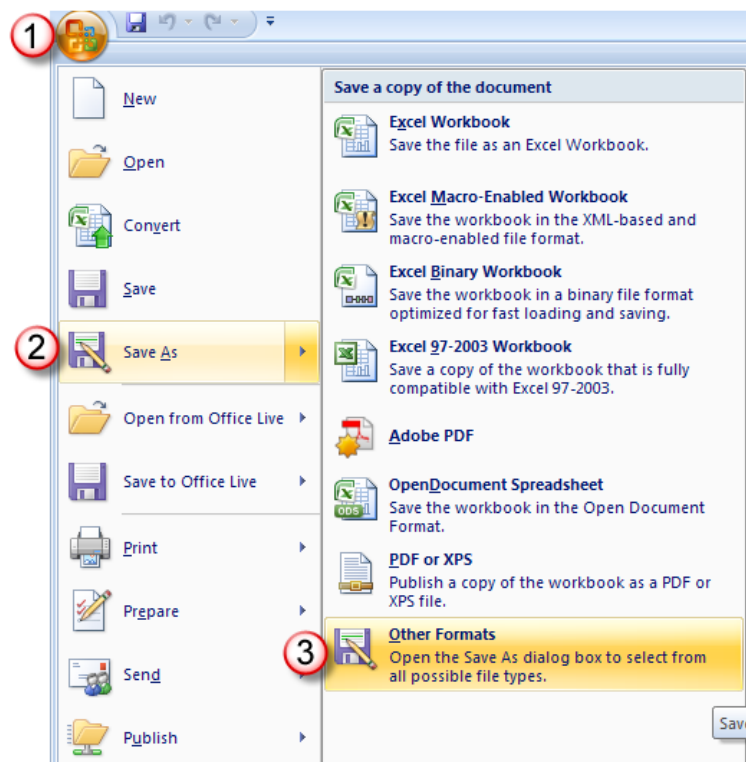 1
New
Open
Convert
Save
2
Save As
Open from Office Live
Save to Office Live
Print
Prepare
Send
Publish
Save a copy of the document
Excel Workbook
Save the file as an Excel Workbook.
Excel Macro-Enabled Workbook
Save the workbook in the XML-based and
macro-enabled file format.
Excel Binary Workbook
Save the workbook in a binary file format
optimized for fast loading and saving.
Excel 97-2003 Workbook
Save a copy of the workbook that is fully
compatible with Excel 97-2003.
Adobe PDF
ODS
OpenDocument Spreadsheet
Save the workbook in the Open Document
Format.
PDF or XPS
Publish a copy of the workbook as a PDF or
XPS file.
3
Other Formats
Open the Save As dialog box to select from
all possible file types.
Save